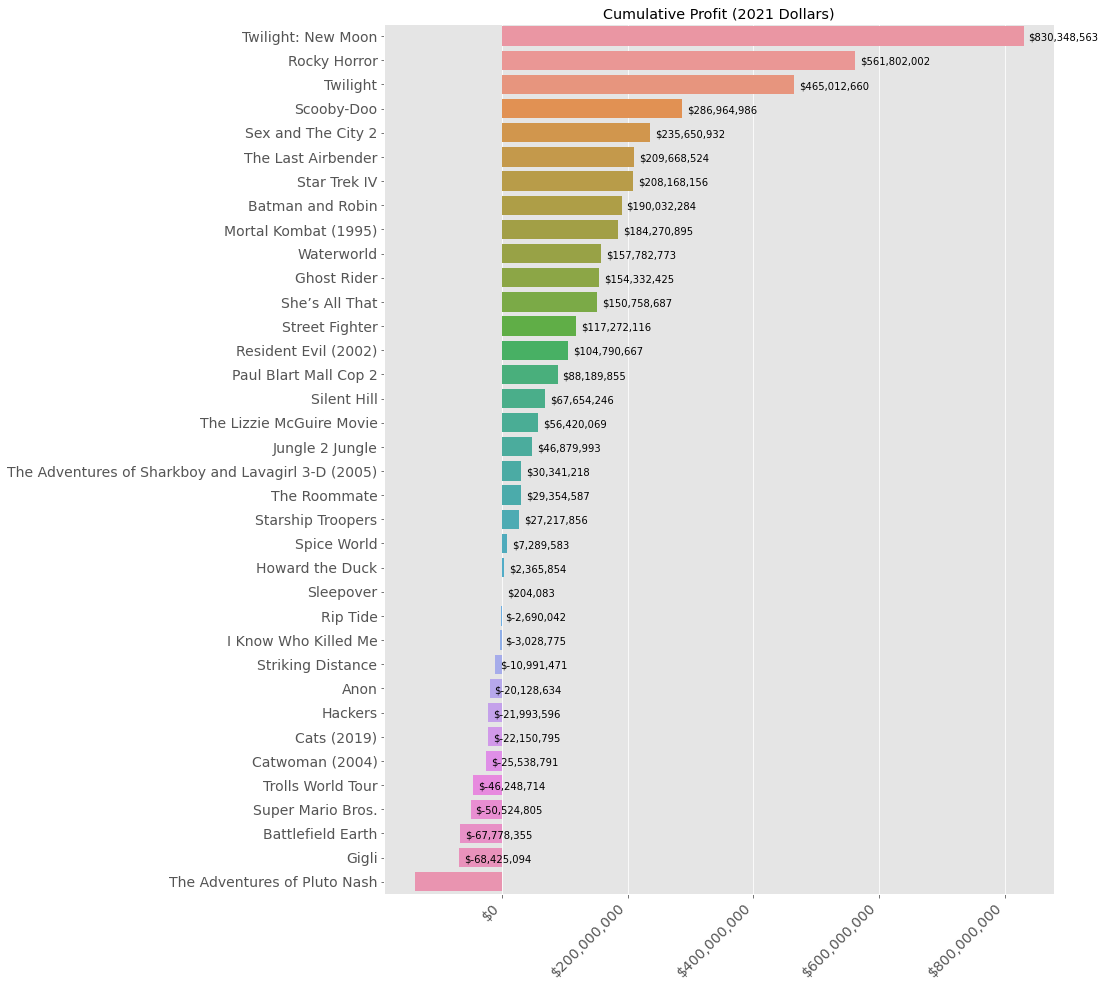 Cumulative Profit (2021 Dollars)
Twilight: New Moon $830,348,563
Rocky Horror $561,802,002
Twilight $465,012,660
Scooby-Doo $286,964,986
Sex and The City 2 $235,650,932
The Last Airbender $209,668,524
Star Trek IV $208,168,156
Batman and Robin $190,032,284
Mortal Kombat (1995) $184,270,895
Waterworld $157,782,773
Ghost Rider $154,332,425
She’s All That $150,758,687
Street Fighter $117,272,116
Resident Evil (2002) $104,790,667
Paul Blart Mall Cop 2 $88,189,855
Silent Hill $67,654,246
The Lizzie McGuire Movie $56,420,069
Jungle 2 Jungle $46,879,993
The Adventures of Sharkboy and Lavagirl 3-D (2005) $30,341,218
The Roommate $29,354,587
Starship Troopers $27,217,856
Spice World $7,289,583
Howard the Duck $2,365,854
Sleepover $204,083
Rip Tide $-2,690,042
I Know Who Killed Me $-3,028,775
Striking Distance $-10,991,471
Anon $-20,128,634
Hackers $-21,993,596
Cats (2019) $-22,150,795
Catwoman (2004) $-25,538,791
Trolls World Tour $-46,248,714
Super Mario Bros. $-50,524,805
Battlefield Earth $-67,778,355
Gigli $-68,425,094
The Adventures of Pluto Nash
$0 $200,000,000 $400,000,000 $600,000,000 $800,000,000